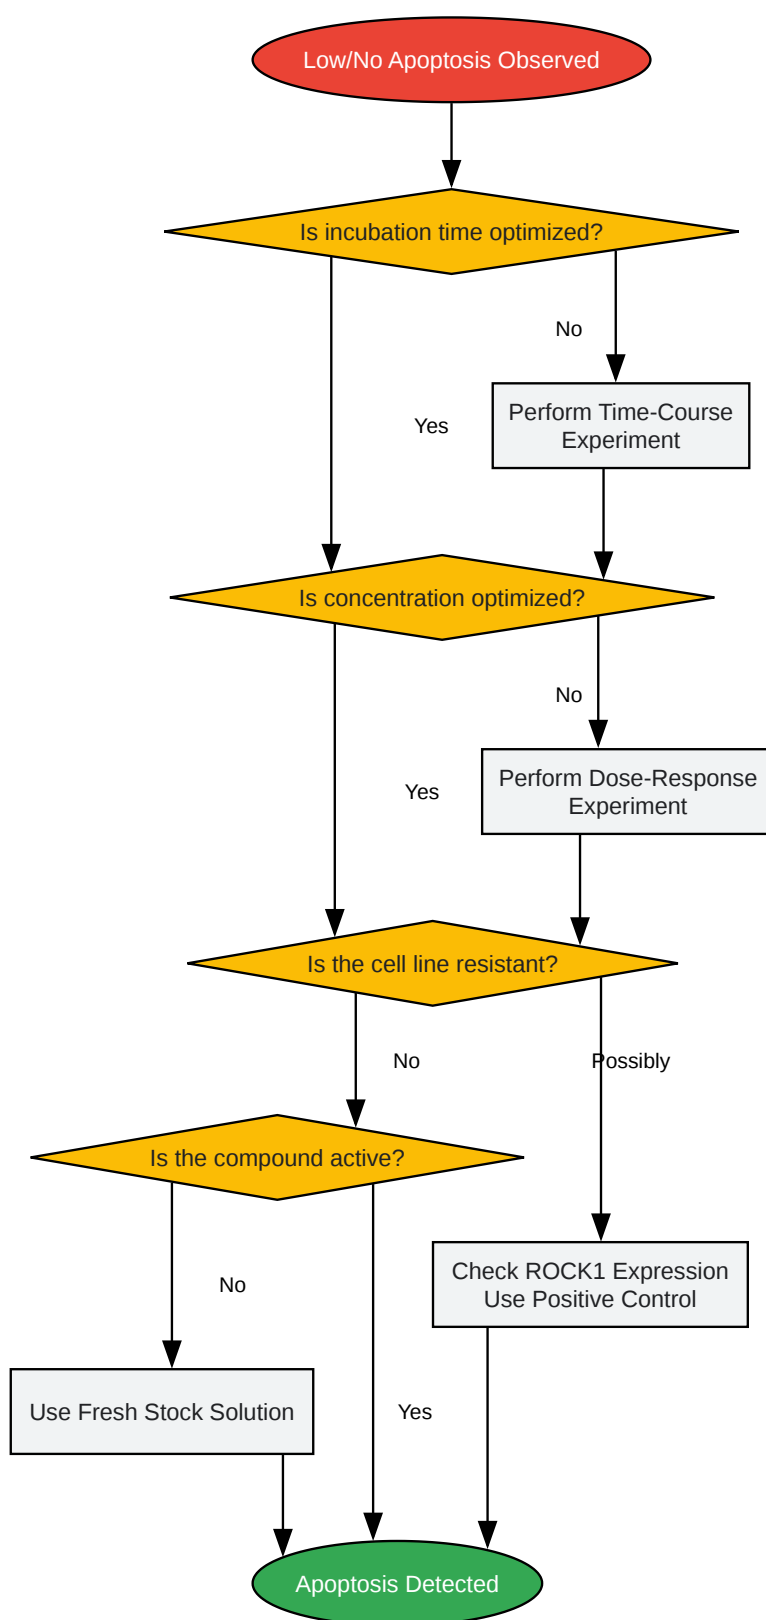 Low/No Apoptosis Observed
Is incubation time optimized?
No
Perform Time-Course
Experiment
Yes
Is concentration optimized?
No
Perform Dose-Response
Experiment
Yes
Is the cell line resistant?
No
Possibly
Is the compound active?
Check ROCK1 Expression
Use Positive Control
No
Use Fresh Stock Solution
Yes
Apoptosis Detected